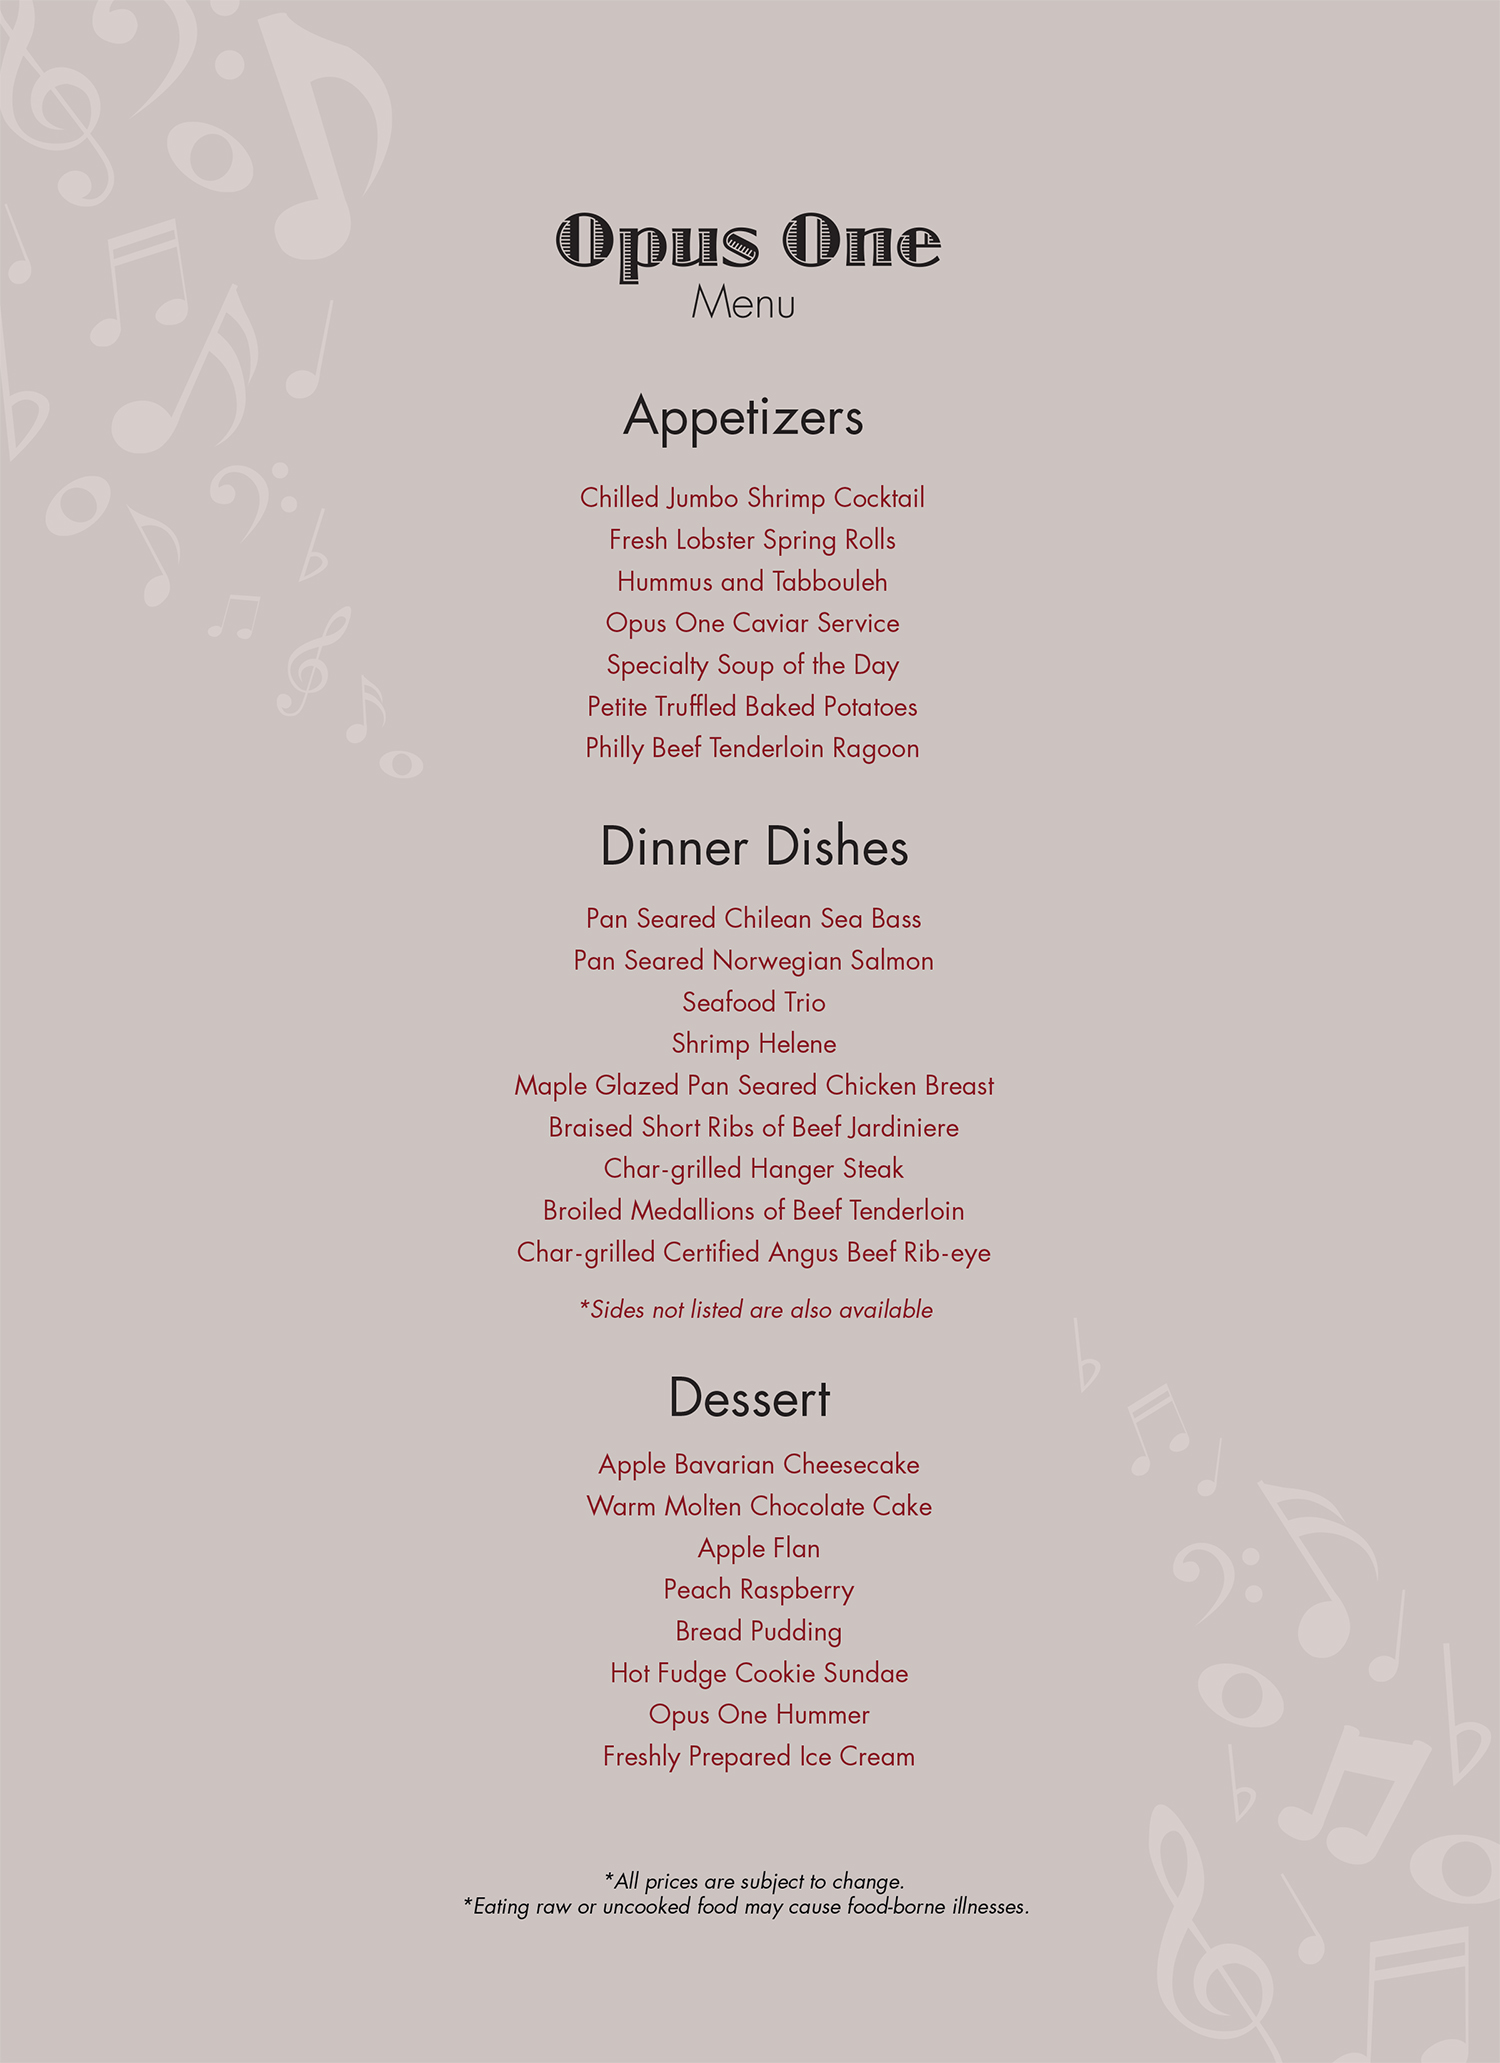 Opus One
Menu
Appetizers
Chilled Jumbo Shrimp Cocktail
Fresh Lobster Spring Rolls
Hummus and Tabbouleh
Opus One Caviar Service
Specialty Soup of the Day
Petite Truffled Baked Potatoes
Philly Beef Tenderloin Ragoon
Dinner Dishes
Pan Seared Chilean Sea Bass
Pan Seared Norwegian Salmon
Seafood Trio
Shrimp Helene
Maple Glazed Pan Seared Chicken Breast
Braised Short Ribs of Beef Jardiniere
Char-grilled Hanger Steak
Broiled Medallions of Beef Tenderloin
Char-grilled Certified Angus Beef Rib-eye
*Sides not listed are also available
Dessert
Apple Bavarian Cheesecake
Warm Molten Chocolate Cake
Apple Flan
Peach Raspberry
Bread Pudding
Hot Fudge Cookie Sundae
Opus One Hummer
Freshly Prepared Ice Cream
*All prices are subject to change.
*Eating raw or uncooked food may cause food-borne illnesses.